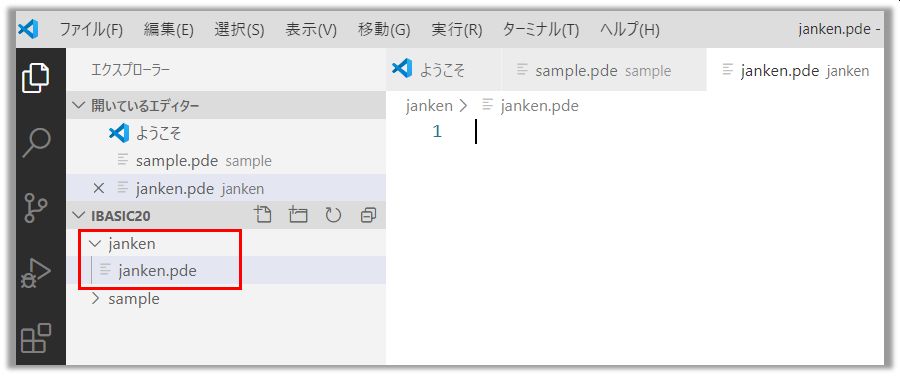 ファイル(F) 編集(E) 選択(S) 表示(V) 移動(G) 実行(R) ターミナル(T) ヘルプ(H) janken.pde -
エクスプローラー
開いているエディター
ようこそ
sample.pde sample
janken.pde janken
IBASIC20
janken
janken.pde
sample
ようこそ sample.pde sample janken.pde janken
janken janken.pde
1